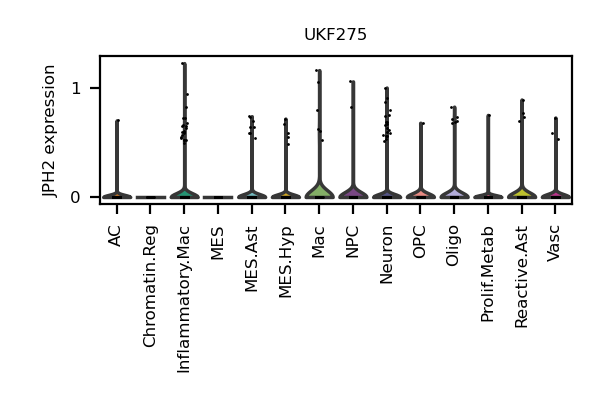 UKF275
JPH2 expression
1
0
AC
Chromatin.Reg
Inflammatory.Mac
MES
MES.Ast
MES.Hyp
Mac
NPC
Neuron
OPC
Oligo
Prolif.Metab
Reactive.Ast
Vasc